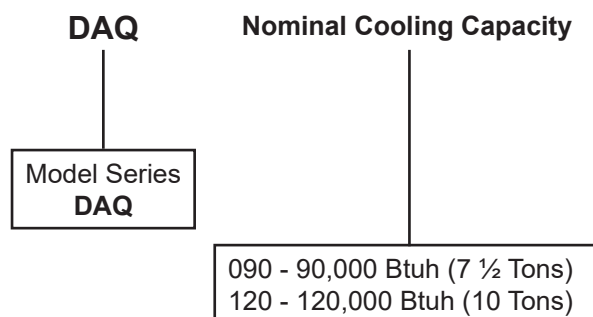 DAQ Nominal Cooling Capacity
Model Series
DAQ
090 - 90,000 Btuh (7 ½ Tons)
120 - 120,000 Btuh (10 Tons)